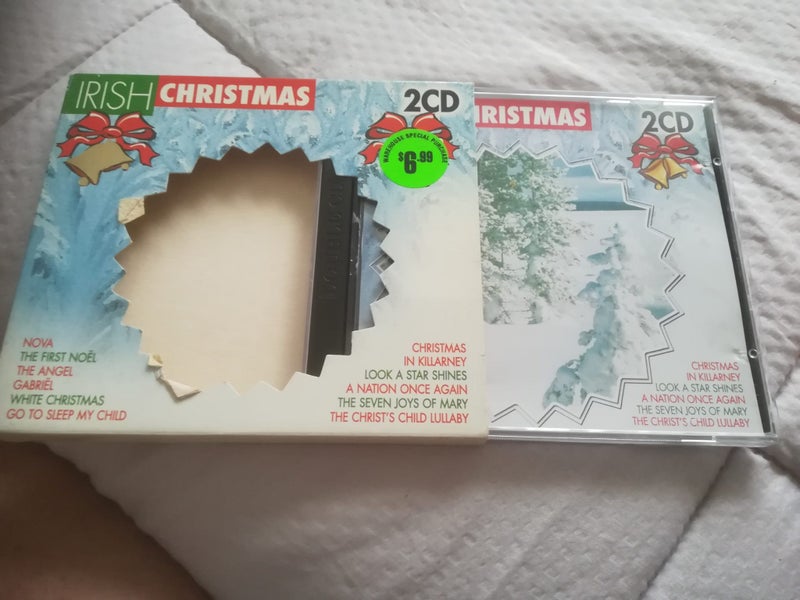 IRISH CHRISTMAS
2CD
WAREHOUSE SPECIAL PURCHASE
$6.99
NOVA
THE FIRST NOËL
THE ANGEL
GABRIËL
WHITE CHRISTMAS
GO TO SLEEP MY CHILD
CHRISTMAS
IN KILLARNEY
LOOK A STAR SHINES
A NATION ONCE AGAIN
THE SEVEN JOYS OF MARY
THE CHRIST'S CHILD LULLABY
RISTMAS
2CD
CHRISTMAS
IN KILLARNEY
LOOK A STAR SHINES
A NATION ONCE AGAIN
THE SEVEN JOYS OF MARY
THE CHRIST'S CHILD LULLABY